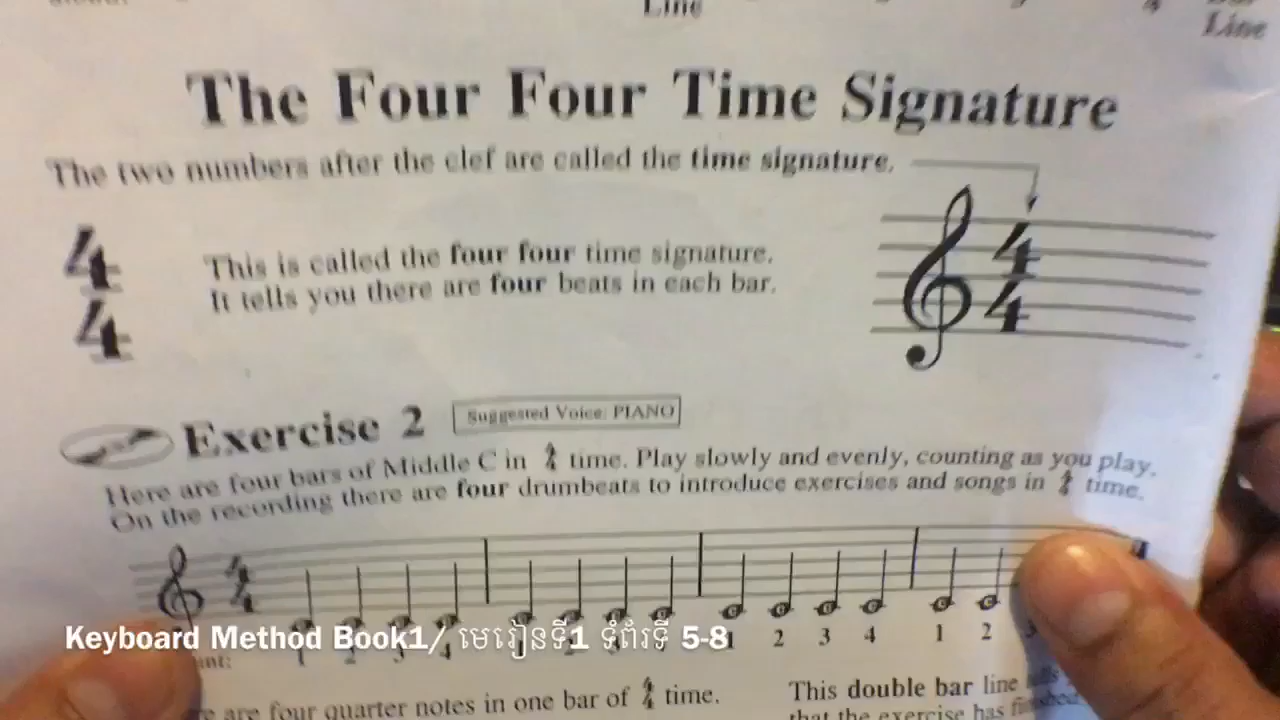 Line
Line
The Four Four Time Signature
The two numbers after the clef are called the time signature.
4
4
This is called the four four time signature.
It tells you there are four beats in each bar.
4
4
Exercise 2
Suggested Voice: PIANO
Here are four bars of Middle C in 4/4 time. Play slowly and evenly, counting as you play.
On the recording there are four drumbeats to introduce exercises and songs in 4/4 time.
4
4
1 2 3 4 1 2 3 4 1 2
Keyboard Method Book1/ មេរៀនទី1 ទំព័រទី 5-8
are four quarter notes in one bar of 4/4 time.
This double bar line
that the exercise has finished